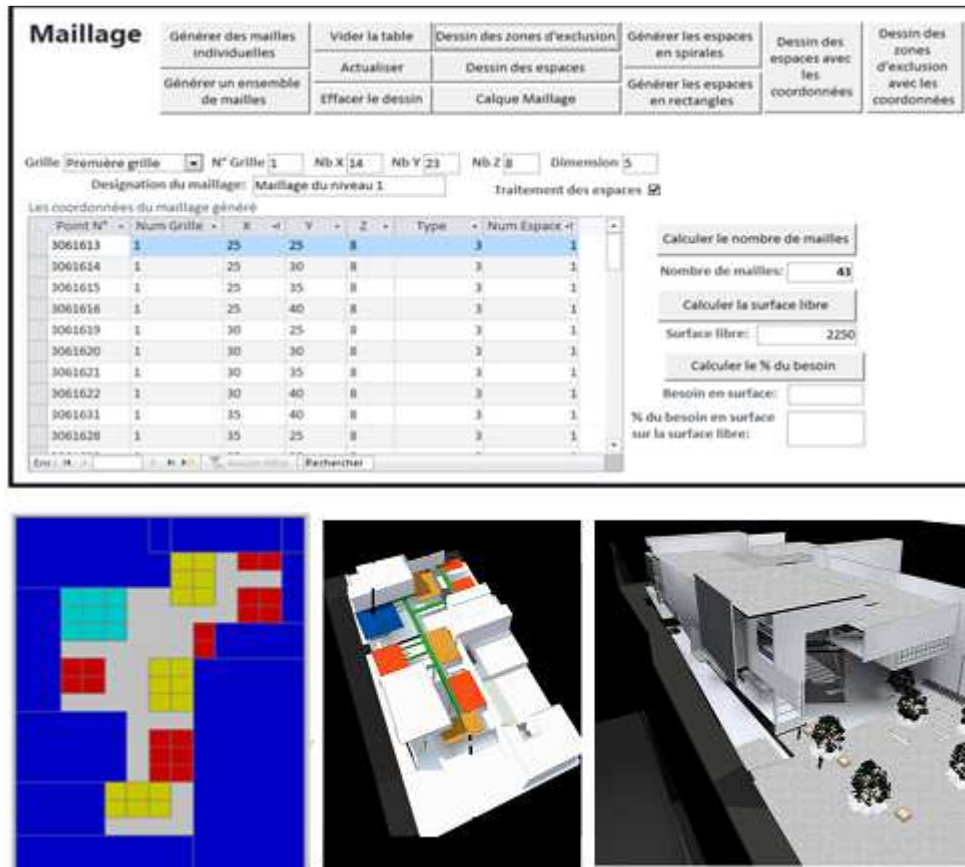 Maillage
Générer des mailles individuelles
Générer un ensemble de mailles
Vider la table
Actualiser
Effacer le dessin
Dessin des zones d'exclusion
Dessin des espaces
Calque Maillage
Générer les espaces en spirales
Générer les espaces en rectangles
Dessin des espaces avec les coordonnées
Dessin des zones d'exclusion avec les coordonnées
Grille Première grille N° Grille 1 Nb X 14 Nb Y 23 Nb Z 8 Dimension 5
Designation du maillage: Maillage du niveau 1 Traitement des espaces
Les coordonnées du maillage généré
Point N° Num Grille X Y Z Type Num Espace
3061613 1 25 25 8 3 1
3061614 1 25 30 8 3 1
3061615 1 25 35 8 3 1
3061616 1 25 40 8 3 1
3061619 1 30 25 8 3 1
3061620 1 30 30 8 3 1
3061621 1 30 35 8 3 1
3061622 1 30 40 8 3 1
3061631 1 35 40 8 3 1
3061628 1 35 25 8 3 1
Enr : Aucun filtre Rechercher
Calculer le nombre de mailles
Nombre de mailles: 43
Calculer la surface libre
Surface libre: 2250
Calculer le % du besoin
Besoin en surface:
% du besoin en surface
sur la surface libre: